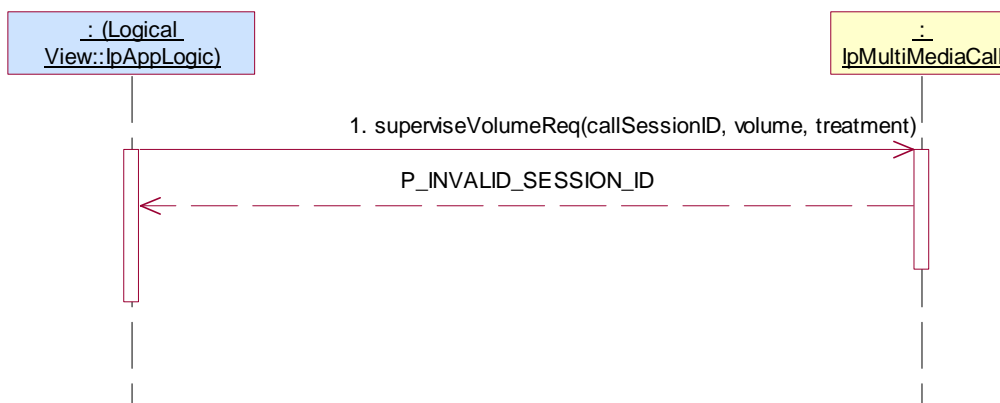 : (Logical
View::IpAppLogic)
:
IpMultiMediaCall
1. superviseVolumeReq(callSessionID, volume, treatment)
P_INVALID_SESSION_ID